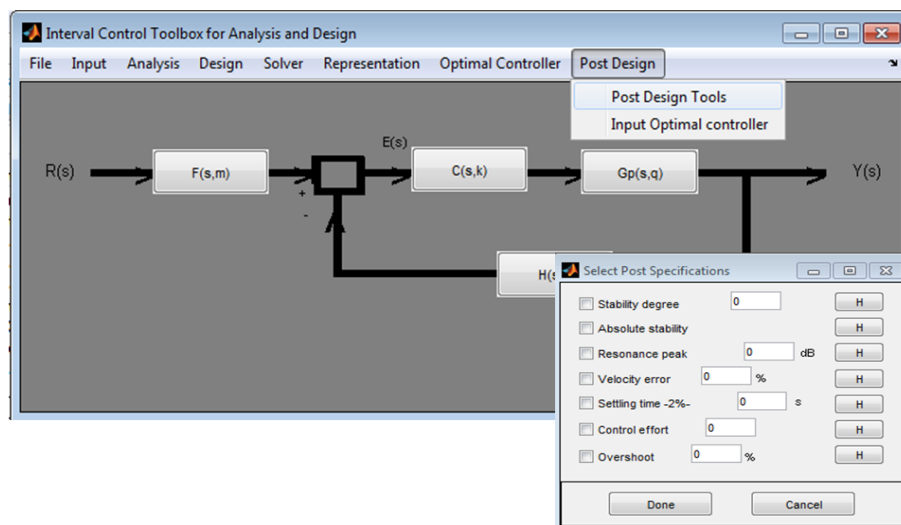 Interval Control Toolbox for Analysis and Design
File Input Analysis Design Solver Representation Optimal Controller Post Design
Post Design Tools
Input Optimal controller
R(s)
F(s,m)
+
-
E(s)
C(s,k)
Gp(s,q)
Y(s)
H(s
Select Post Specifications
Stability degree 0 H
Absolute stability H
Resonance peak 0 dB H
Velocity error 0 % H
Settling time -2%- 0 s H
Control effort 0 H
Overshoot 0 % H
Done Cancel